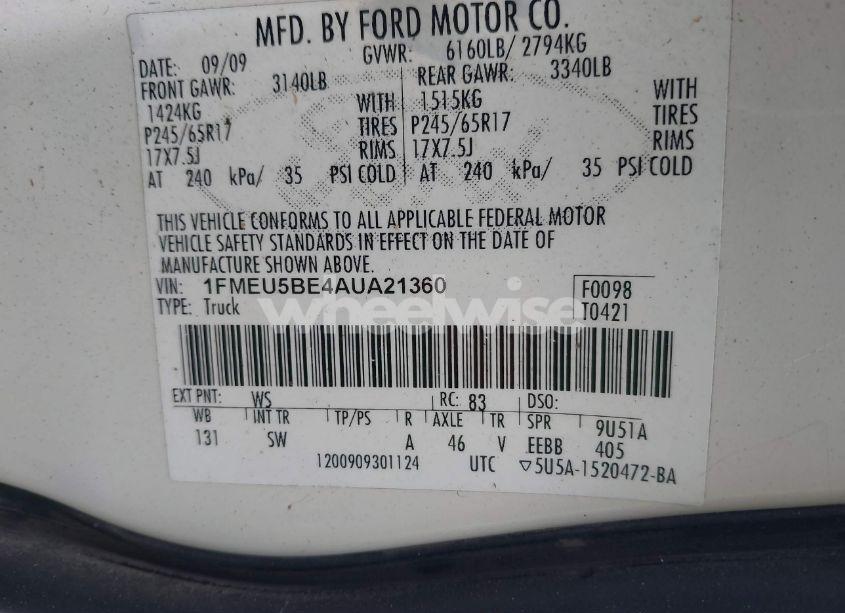 MFD. BY FORD MOTOR CO.
DATE: 09/09 GVWR: 6160LB/ 2794KG
FRONT GAWR: 3140LB REAR GAWR: 3340LB
1424KG WITH 1515KG WITH
P245/65R17 TIRES P245/65R17 TIRES
17X7.5J RIMS 17X7.5J RIMS
AT 240 kPa/ 35 PSI COLD AT 240 kPa/ 35 PSI COLD
THIS VEHICLE CONFORMS TO ALL APPLICABLE FEDERAL MOTOR
VEHICLE SAFETY STANDARDS IN EFFECT ON THE DATE OF
MANUFACTURE SHOWN ABOVE.
VIN: 1FMEU5BE4AUA21360 F0098
TYPE: Truck T0421
wheelwise
EXT PNT: WS RC: 83 DSO:
WB INT TR TP/PS R AXLE TR SPR 9U51A
131 SW A 46 V EEBB 405
1200909301124 UTC ▽5U5A-1520472-BA